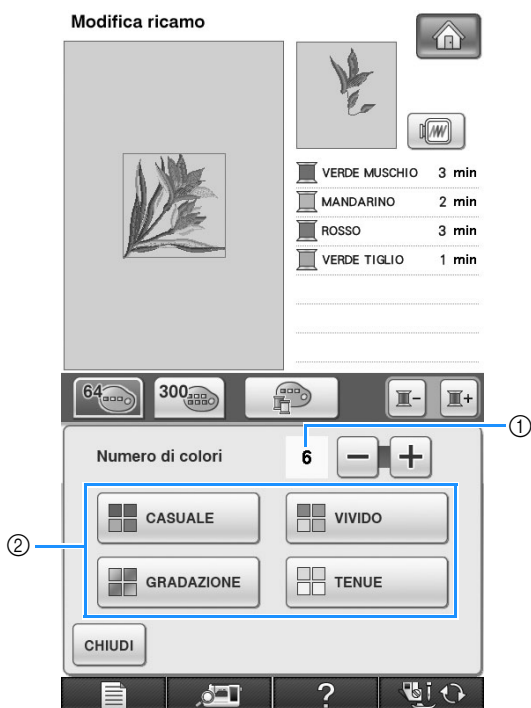 Modifica ricamo
VERDE MUSCHIO 3 min
MANDARINO 2 min
ROSSO 3 min
VERDE TIGLIO 1 min
64 300
①
Numero di colori 6 − +
②
CASUALE VIVIDO
GRADAZIONE TENUE
CHIUDI
?